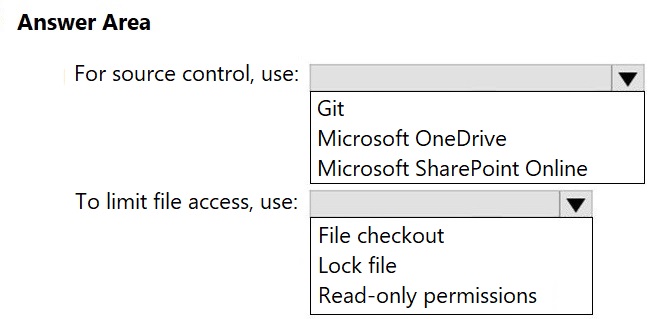 Answer Area
For source control, use:
Git
Microsoft OneDrive
Microsoft SharePoint Online
To limit file access, use:
File checkout
Lock file
Read-only permissions